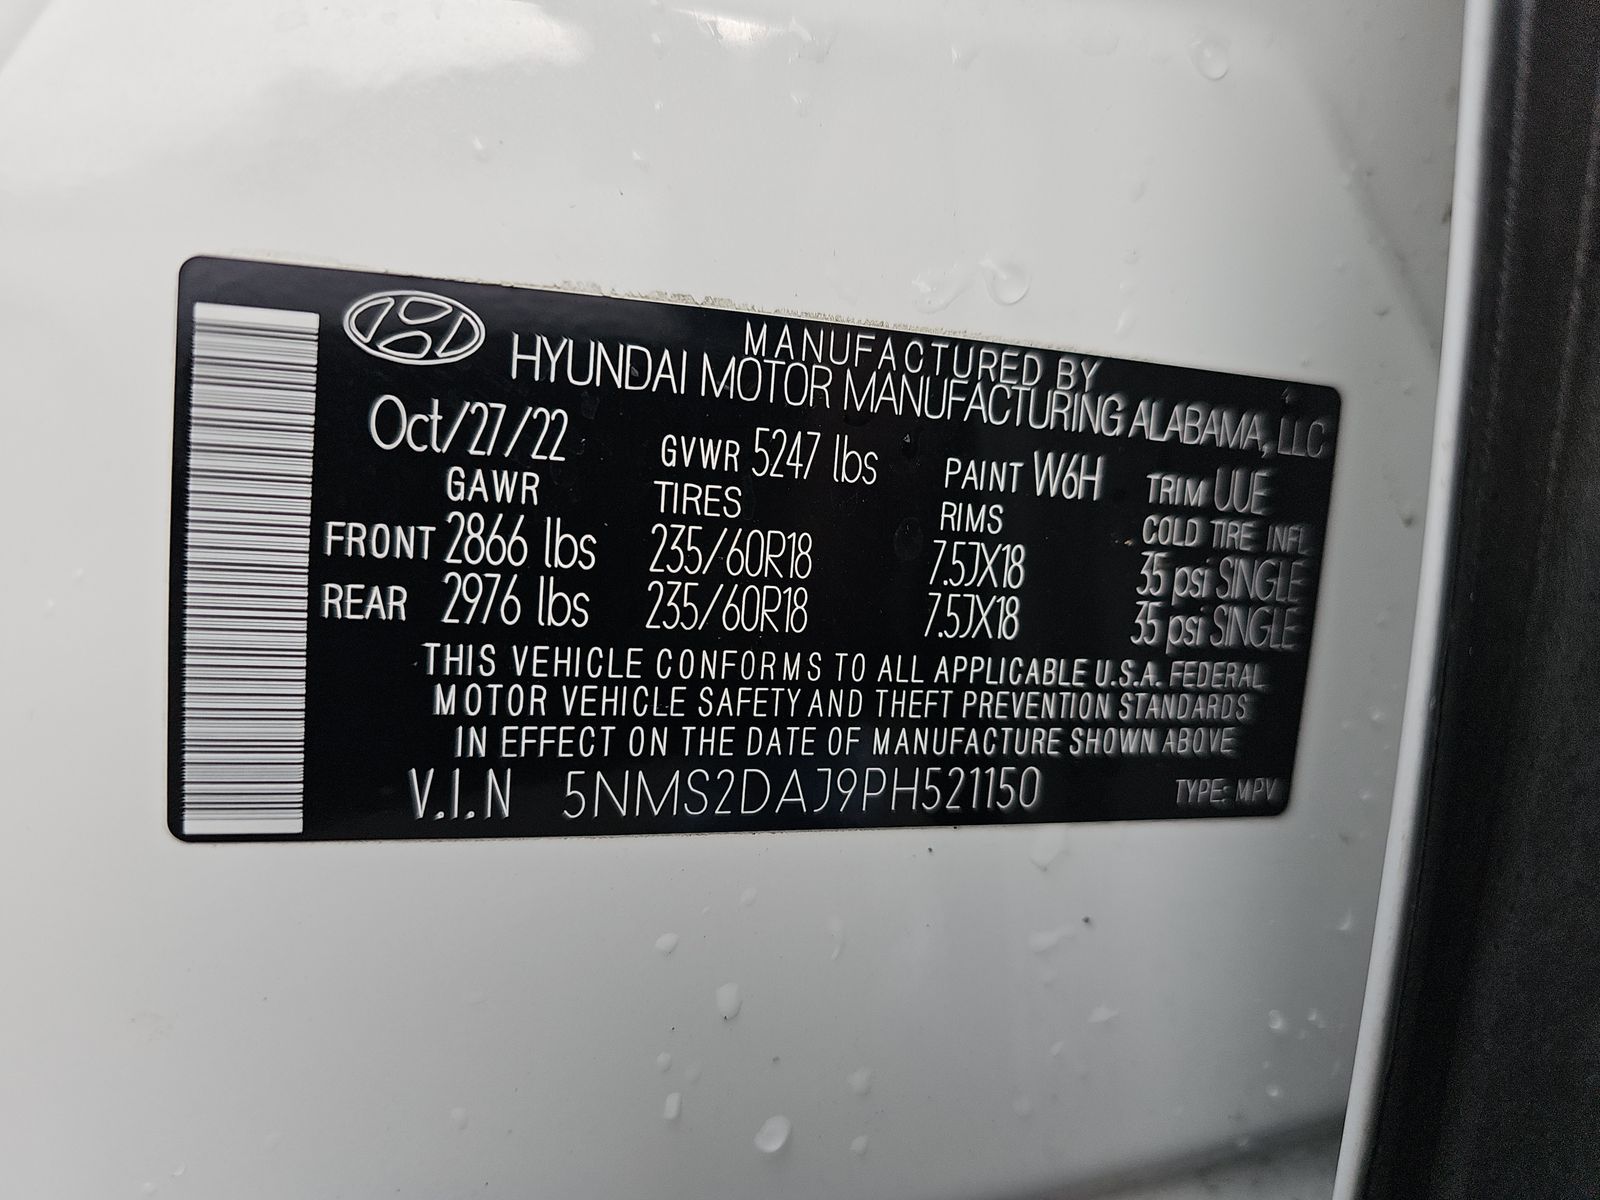 MANUFACTURED BY
HYUNDAI MOTOR MANUFACTURING ALABAMA, LLC
Oct/27/22 GVWR 5247 lbs PAINT W6H TRIM UUE
GAWR TIRES RIMS COLD TIRE INFL
FRONT 2866 lbs 235/60R18 7.5JX18 35 psi SINGLE
REAR 2976 lbs 235/60R18 7.5JX18 35 psi SINGLE
THIS VEHICLE CONFORMS TO ALL APPLICABLE U.S.A. FEDERAL
MOTOR VEHICLE SAFETY AND THEFT PREVENTION STANDARDS
IN EFFECT ON THE DATE OF MANUFACTURE SHOWN ABOVE
V.I.N 5NMS2DAJ9PH521150 TYPE: MPV